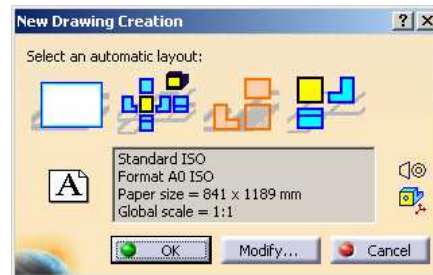 New Drawing Creation
Select an automatic layout:
A
Standard ISO
Format A0 ISO
Paper size = 841 x 1189 mm
Global scale = 1:1
OK Modify... Cancel